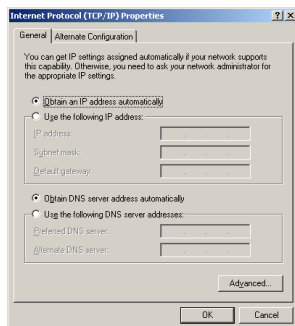 Internet Protocol (TCP/IP) Properties
General
Alternate Configuration
You can get IP settings assigned automatically if your network supports
this capability. Otherwise, you need to ask your network administrator for
the appropriate IP settings.
Obtain an IP address automatically
Use the following IP address:
IP address:
Subnet mask:
Default gateway:
Obtain DNS server address automatically
Use the following DNS server addresses:
Preferred DNS server:
Alternate DNS server:
Advanced...
OK
Cancel